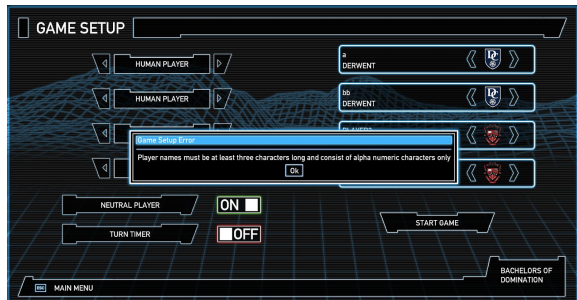 GAME SETUP
HUMAN PLAYER
a
DERWENT
HUMAN PLAYER
bb
DERWENT
Game Setup Error
Player names must be at least three characters long and consist of alpha numeric characters only
Ok
NEUTRAL PLAYER
ON
TURN TIMER
OFF
START GAME
ESC MAIN MENU
BACHELORS OF
DOMINATION